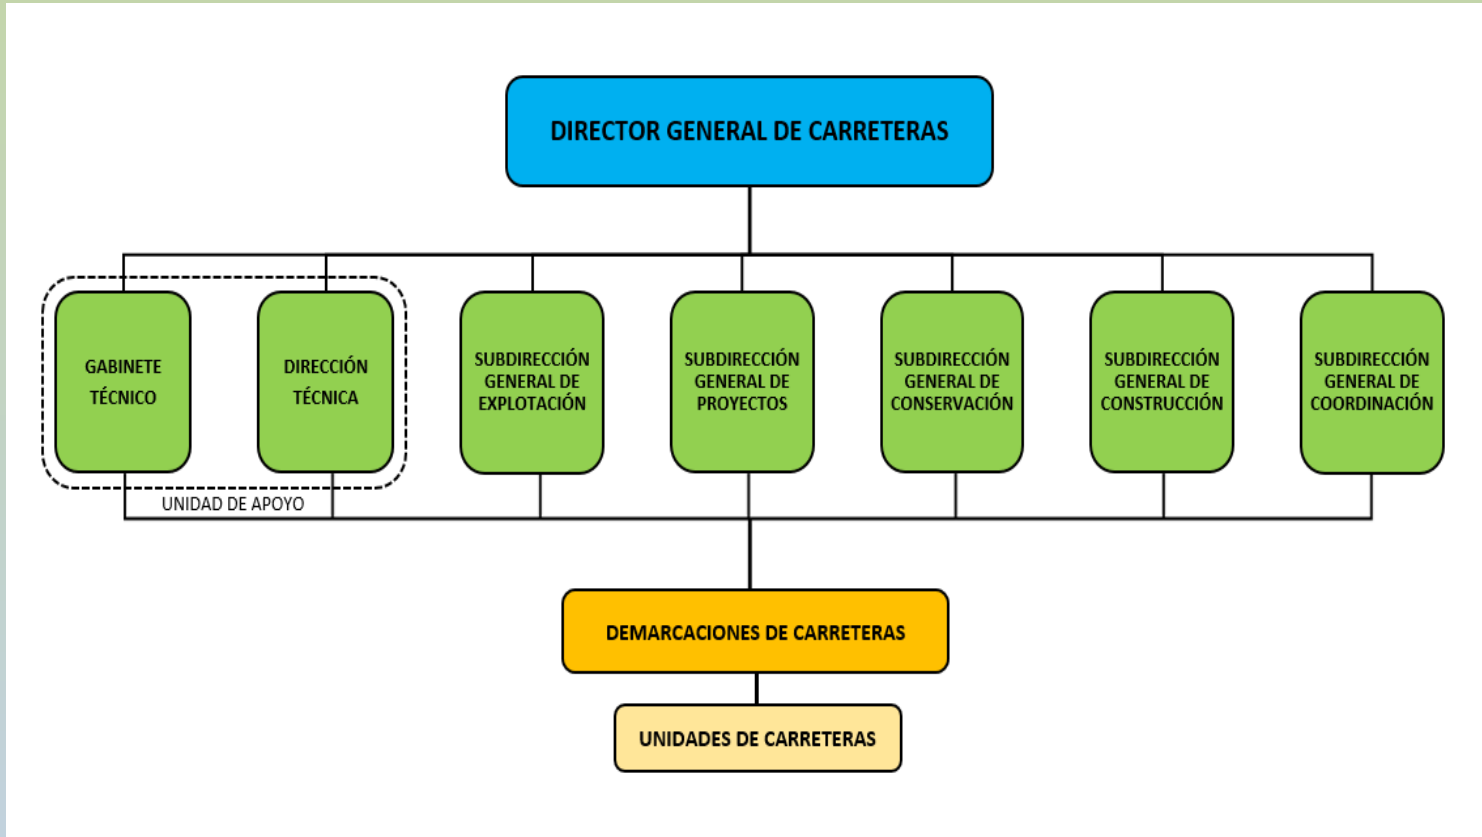 DIRECTOR GENERAL DE CARRETERAS
GABINETE
TÉCNICO
DIRECCIÓN
TÉCNICA
SUBDIRECCIÓN
GENERAL DE
EXPLOTACIÓN
SUBDIRECCIÓN
GENERAL DE
PROYECTOS
SUBDIRECCIÓN
GENERAL DE
CONSERVACIÓN
SUBDIRECCIÓN
GENERAL DE
CONSTRUCCIÓN
SUBDIRECCIÓN
GENERAL DE
COORDINACIÓN
UNIDAD DE APOYO
DEMARCACIONES DE CARRETERAS
UNIDADES DE CARRETERAS